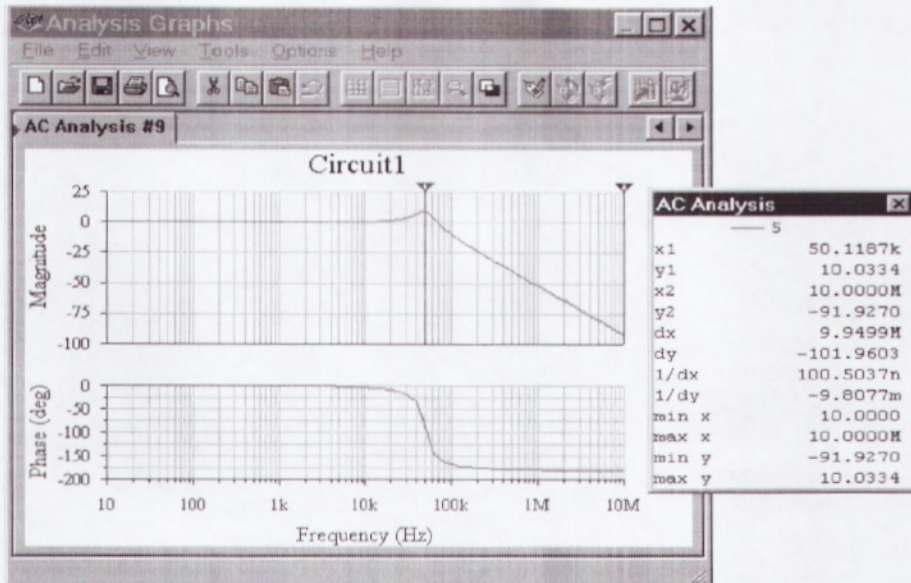 Analysis Graphs
File Edit View Tools Options Help
AC Analysis #9
Circuit1
Magnitude
25
0
-25
-50
-75
-100
Phase (deg)
0
-50
-100
-150
-200
10 100 1k 10k 100k 1M 10M
Frequency (Hz)
AC Analysis
5
x1 50.1187k
y1 10.0334
x2 10.0000M
y2 -91.9270
dx 9.9499M
dy -101.9603
1/dx 100.5037n
1/dy -9.8077m
min x 10.0000
max x 10.0000M
min y -91.9270
max y 10.0334